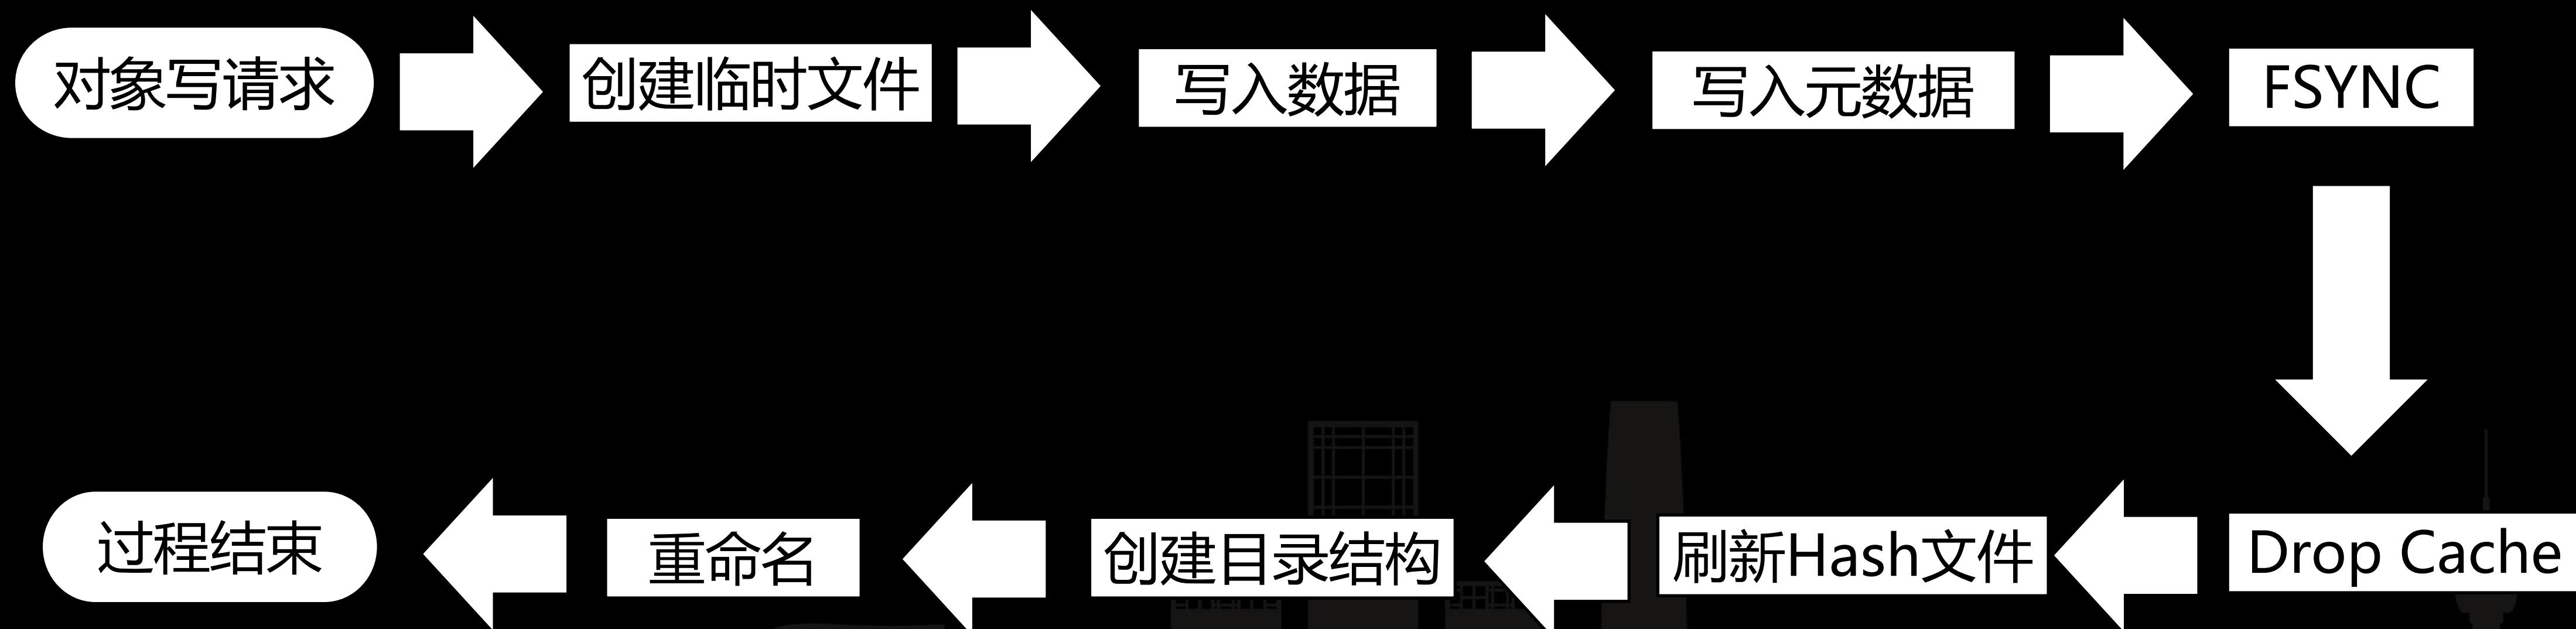 对象写请求
创建临时文件
写入数据
写入元数据
FSYNC
Drop Cache
刷新Hash文件
创建目录结构
重命名
过程结束